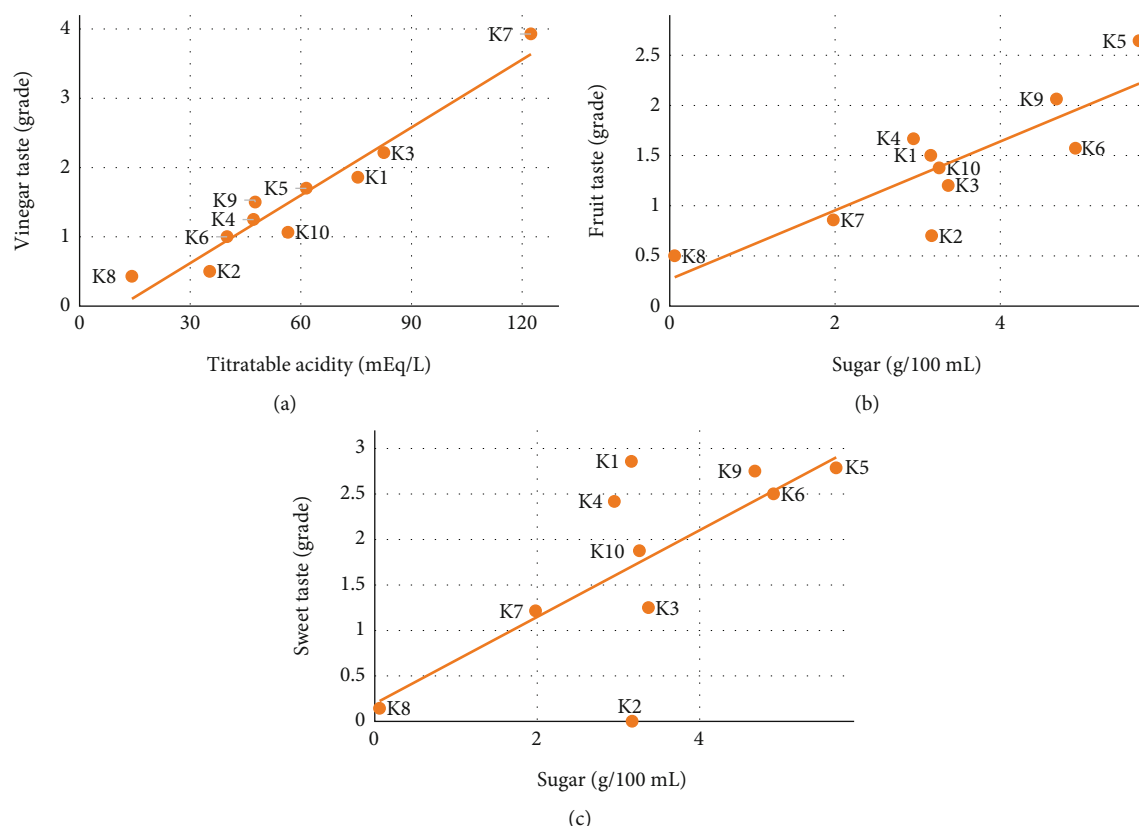 4
3
2
1
0
Vinegar taste (grade)
K7
K3
K1
K5
K9
K4
K10
K6
K2
K8
0 30 60 90 120
Titratable acidity (mEq/L)
(a)
2.5
2
1.5
1
0.5
0
Fruit taste (grade)
K5
K9
K4
K6
K1
K10
K3
K7
K2
K8
0 2 4
Sugar (g/100 mL)
(b)
3
2.5
2
1.5
1
0.5
0
Sweet taste (grade)
K1
K9
K5
K4
K6
K10
K7
K3
K8
K2
0 2 4
Sugar (g/100 mL)
(c)